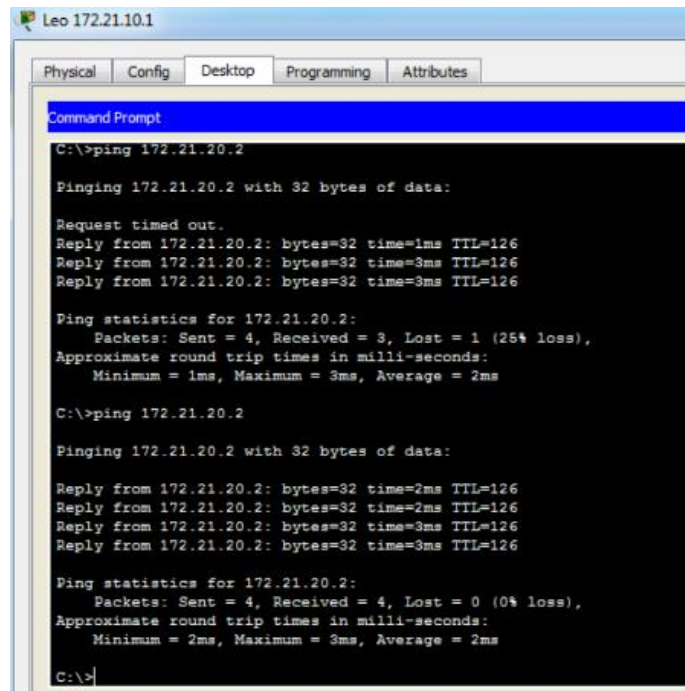 Leo 172.21.10.1
Physical Config Desktop Programming Attributes
Command Prompt
C:\>ping 172.21.20.2
Pinging 172.21.20.2 with 32 bytes of data:
Request timed out.
Reply from 172.21.20.2: bytes=32 time=1ms TTL=126
Reply from 172.21.20.2: bytes=32 time=3ms TTL=126
Reply from 172.21.20.2: bytes=32 time=3ms TTL=126
Ping statistics for 172.21.20.2:
Packets: Sent = 4, Received = 3, Lost = 1 (25% loss),
Approximate round trip times in milli-seconds:
Minimum = 1ms, Maximum = 3ms, Average = 2ms
C:\>ping 172.21.20.2
Pinging 172.21.20.2 with 32 bytes of data:
Reply from 172.21.20.2: bytes=32 time=2ms TTL=126
Reply from 172.21.20.2: bytes=32 time=2ms TTL=126
Reply from 172.21.20.2: bytes=32 time=3ms TTL=126
Reply from 172.21.20.2: bytes=32 time=3ms TTL=126
Ping statistics for 172.21.20.2:
Packets: Sent = 4, Received = 4, Lost = 0 (0% loss),
Approximate round trip times in milli-seconds:
Minimum = 2ms, Maximum = 3ms, Average = 2ms
C:\>